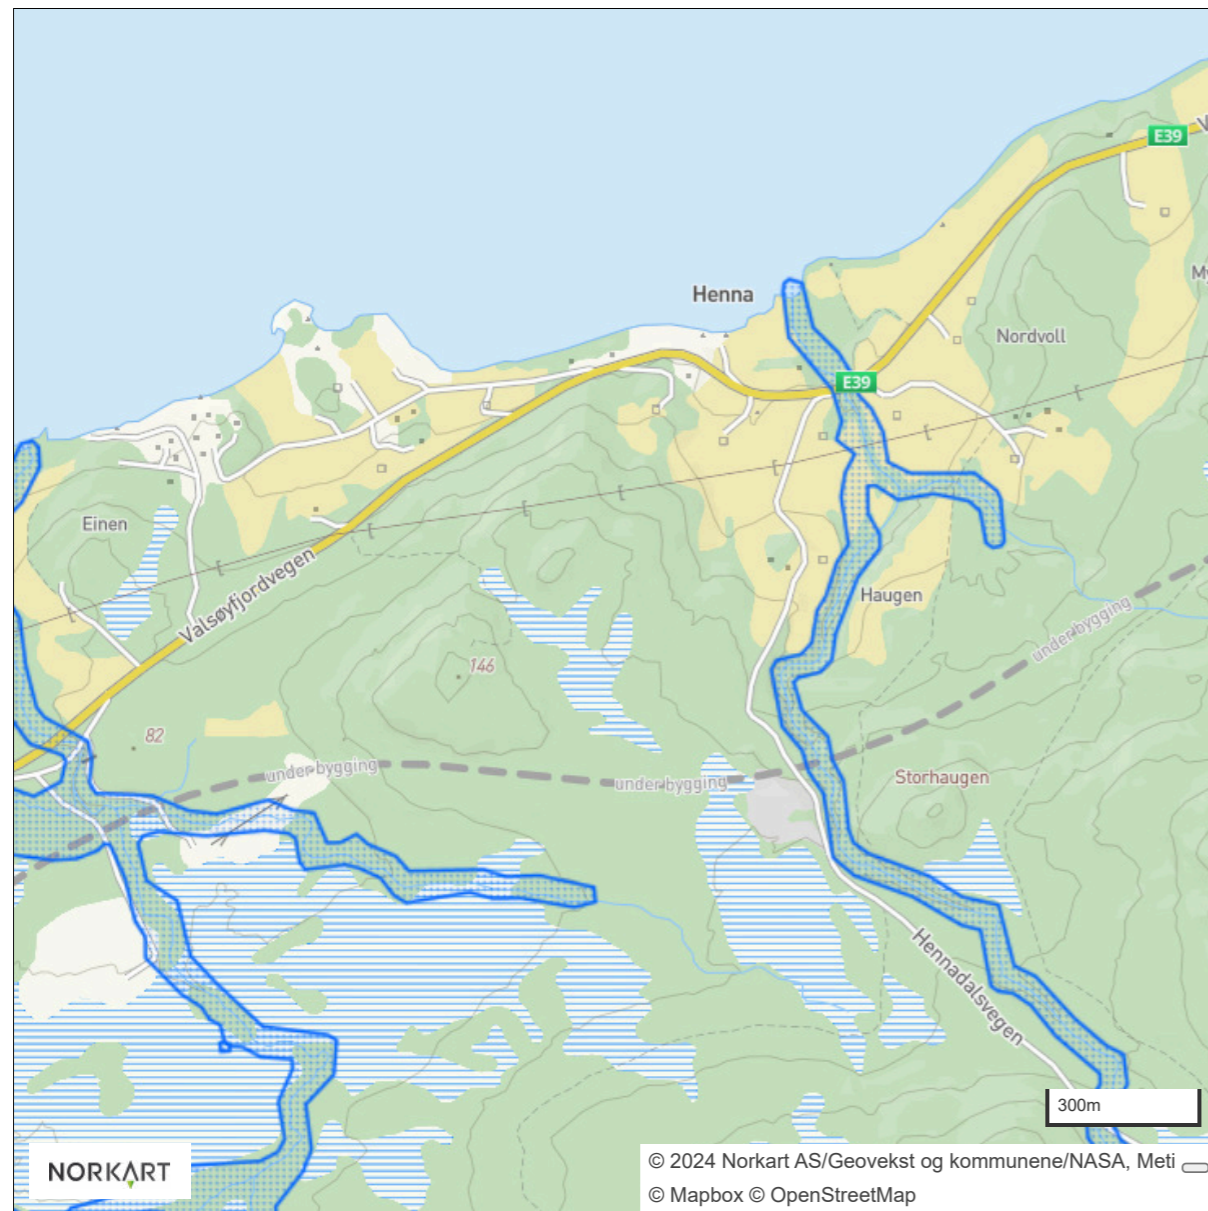 E39
V
My
Henna
Nordvoll
E39
Einen
Valsøyfjordvegen
Haugen
under bygging
146
82
under bygging
under bygging
Storhaugen
Hennadalsvegen
300m
NORKART
© 2024 Norkart AS/Geovekst og kommunene/NASA, Meti
© Mapbox © OpenStreetMap